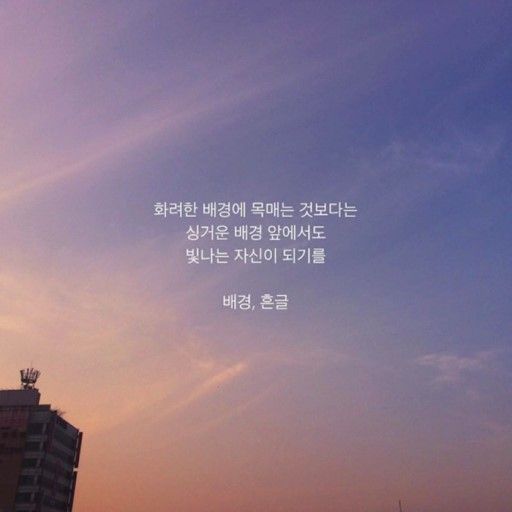 화려한 배경에 목매는 것보다는
싱거운 배경 앞에서도
빛나는 자신이 되기를
배경, 흔글